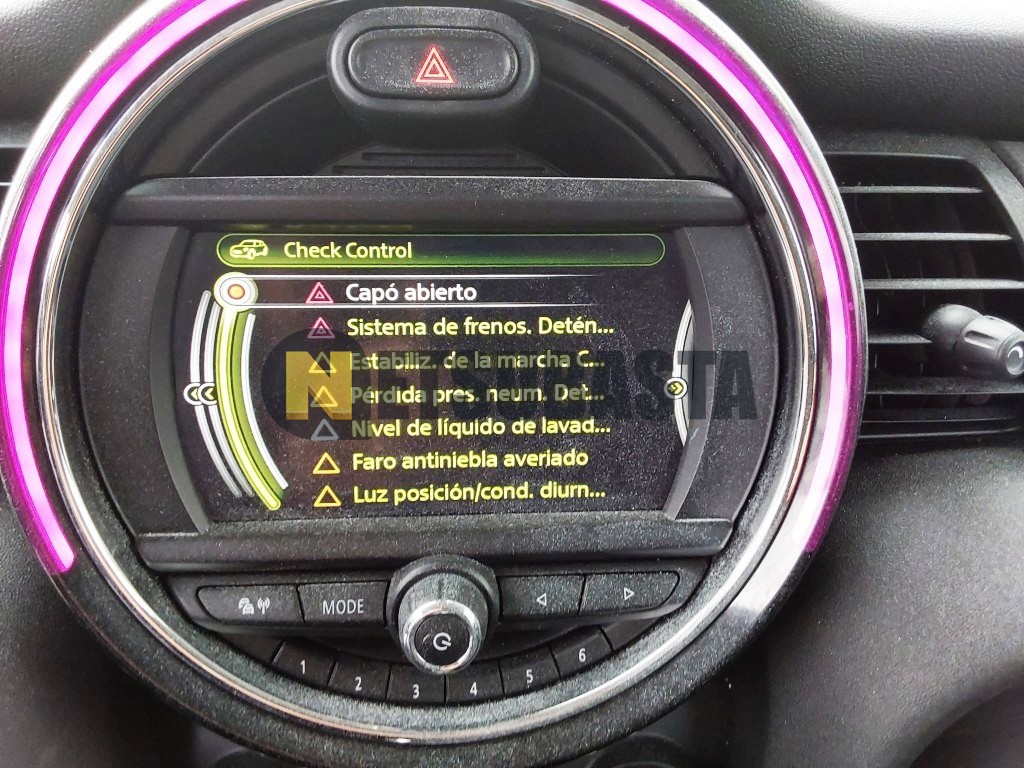 Check Control
Capó abierto
Sistema de frenos. Detén...
Estabiliz. de la marcha C...
Pérdida pres. neum. Det...
NETSUBASTA
Nivel de líquido de lavad...
Faro antiniebla averiado
Luz posición/cond. diurn...
MODE
1 2 3 4 5 6